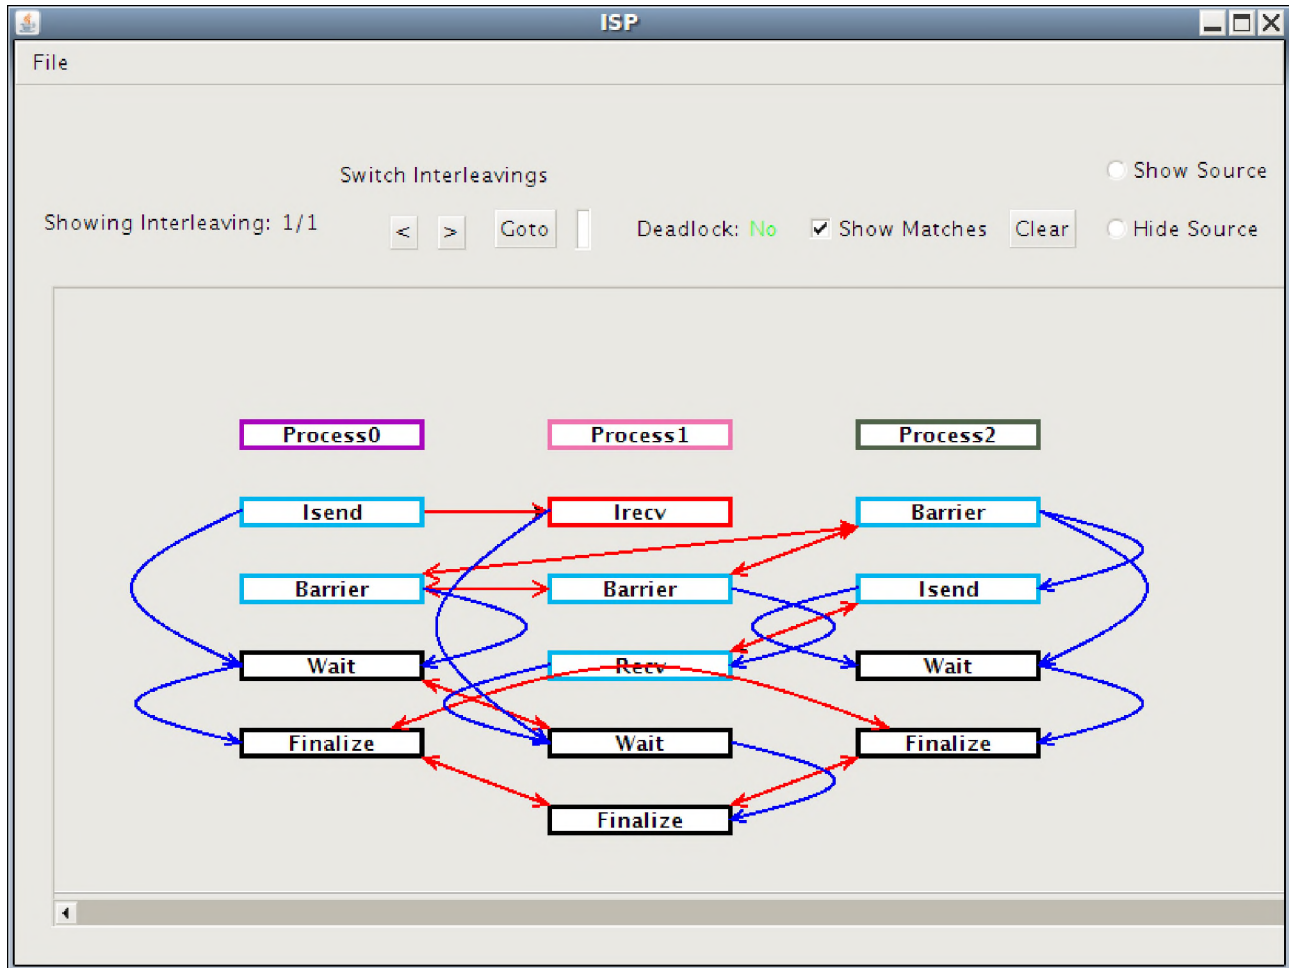 ISP
File
Switch Interleavings
Show Source
Showing Interleaving: 1/1 < > Goto Deadlock: No Show Matches Clear Hide Source
Process0 Process1 Process2
Isend Irecv Barrier
Barrier Barrier Isend
Wait Recv Wait
Finalize Wait Finalize
Finalize